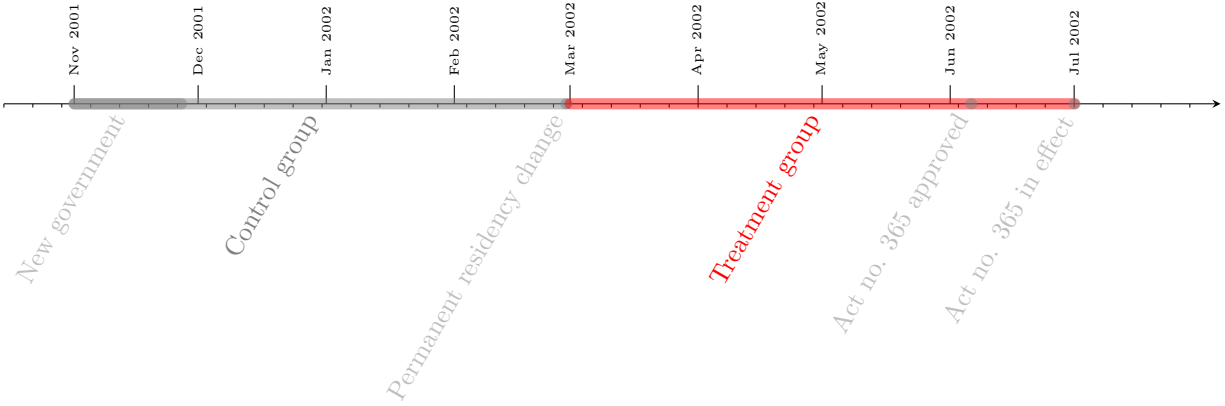 Nov 2001
Dec 2001
Jan 2002
Feb 2002
Mar 2002
Apr 2002
May 2002
Jun 2002
Jul 2002
New government
Control group
Permanent residency change
Treatment group
Act no. 365 approved
Act no. 365 in effect